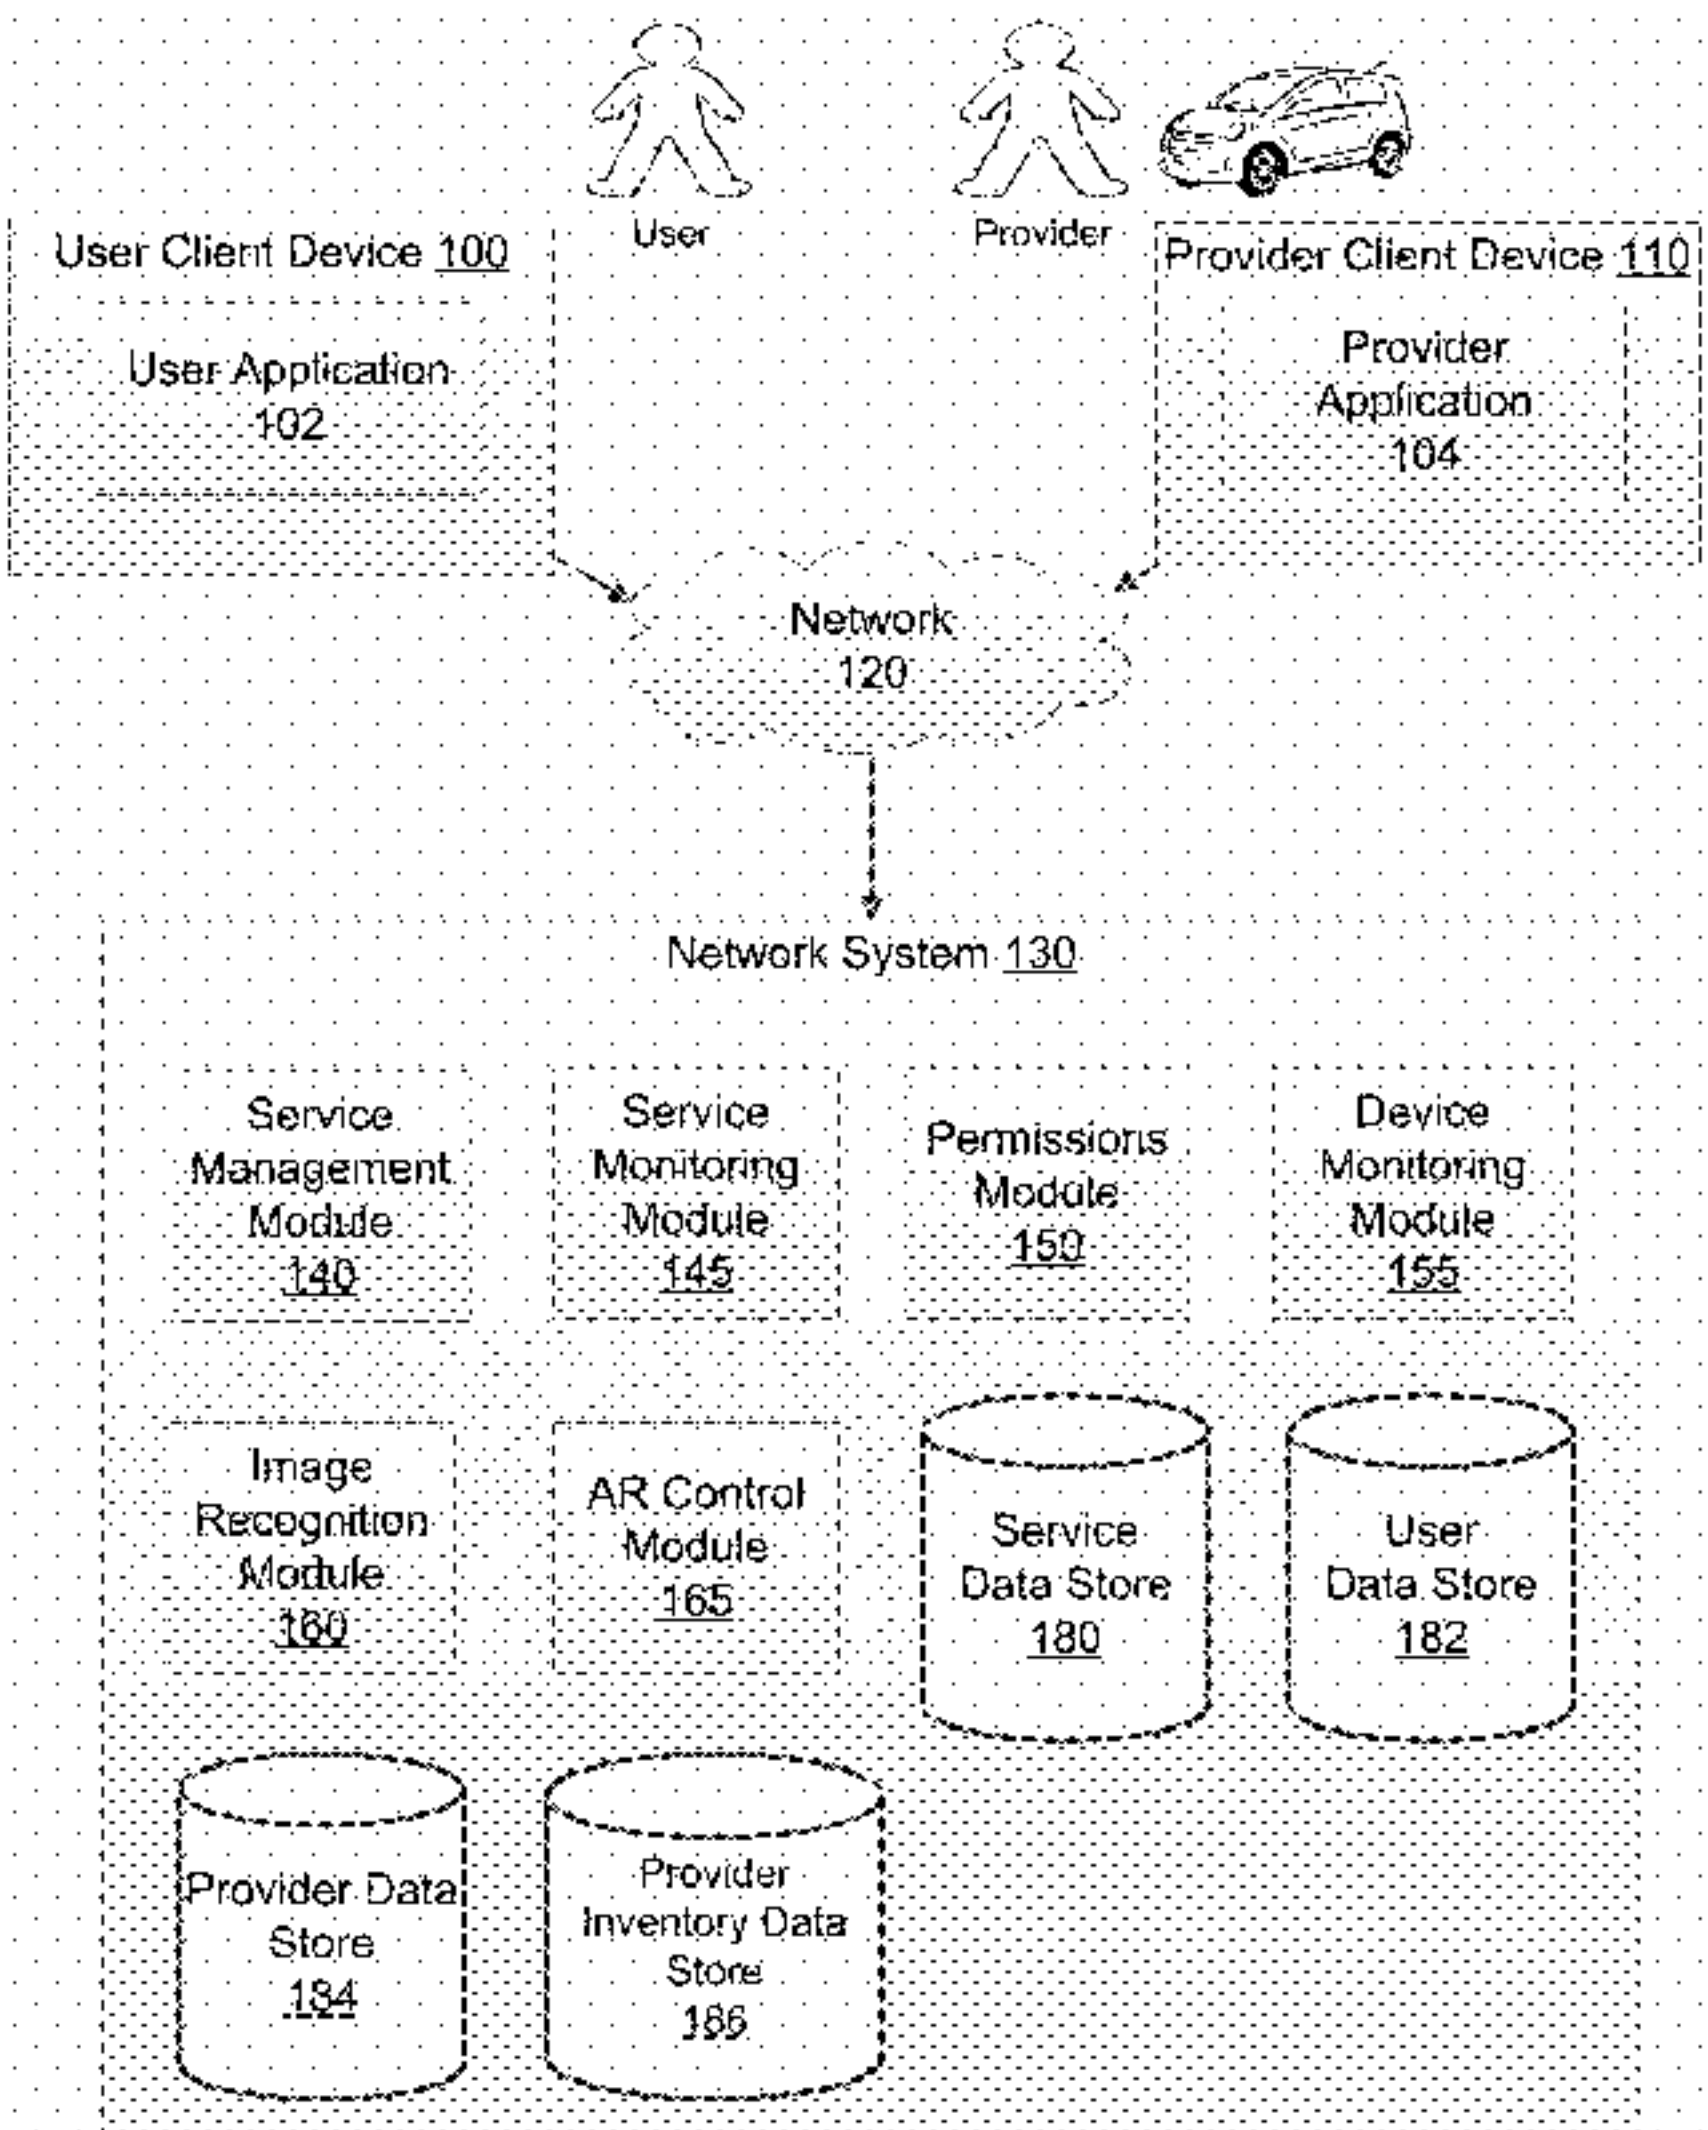 User
Provider
User Client Device 100
User Application
102
Provider Client Device 110
Provider
Application
104
Network
120
Network System 130
Service
Management
Module
140
Service
Monitoring
Module
145
Permissions
Module
150
Device
Monitoring
Module
155
Image
Recognition
Module
160
AR Control
Module
165
Service
Data Store
180
User
Data Store
182
Provider Data
Store
184
Provider
Inventory Data
Store
186